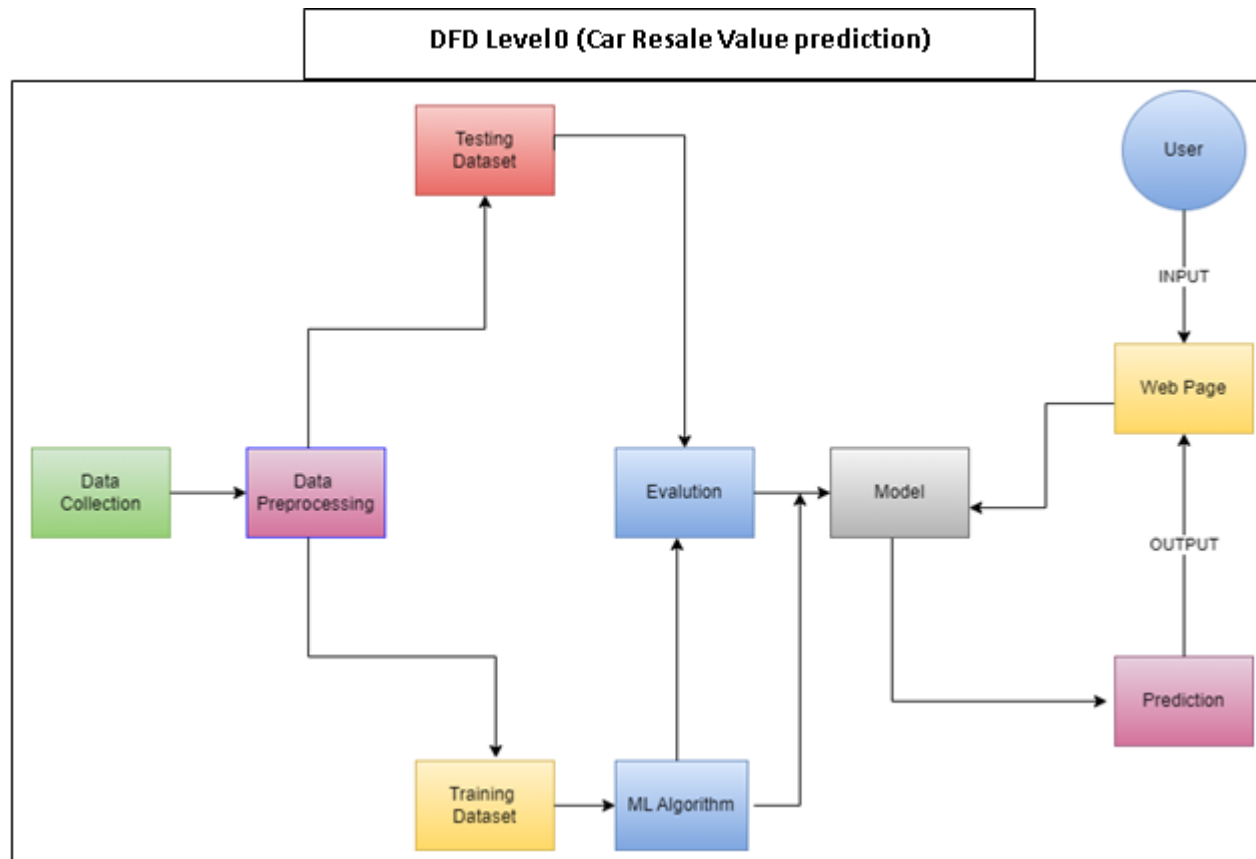 DFD Level 0 (Car Resale Value prediction)
Testing
Dataset
User
INPUT
Web Page
Data
Collection
Data
Preprocessing
Evalution
Model
OUTPUT
Prediction
Training
Dataset
ML Algorithm